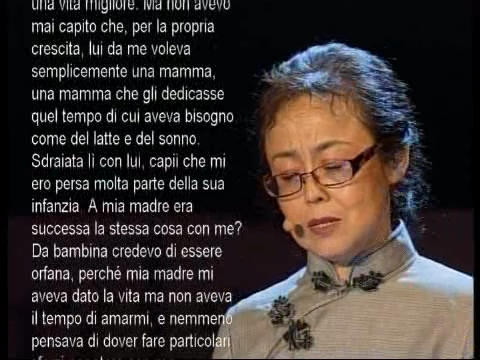 una vita migliore. Ma non avevo
mai capito che, per la propria
crescita, lui da me voleva
semplicemente una mamma,
una mamma che gli dedicasse
quel tempo di cui aveva bisogno
come del latte e del sonno.
Sdraiata lì con lui, capii che mi
ero persa molta parte della sua
infanzia. A mia madre era
successa la stessa cosa con me?
Da bambina credevo di essere
orfana, perché mia madre mi
aveva dato la vita ma non aveva
il tempo di amarmi, e nemmeno
pensava di dover fare particolari